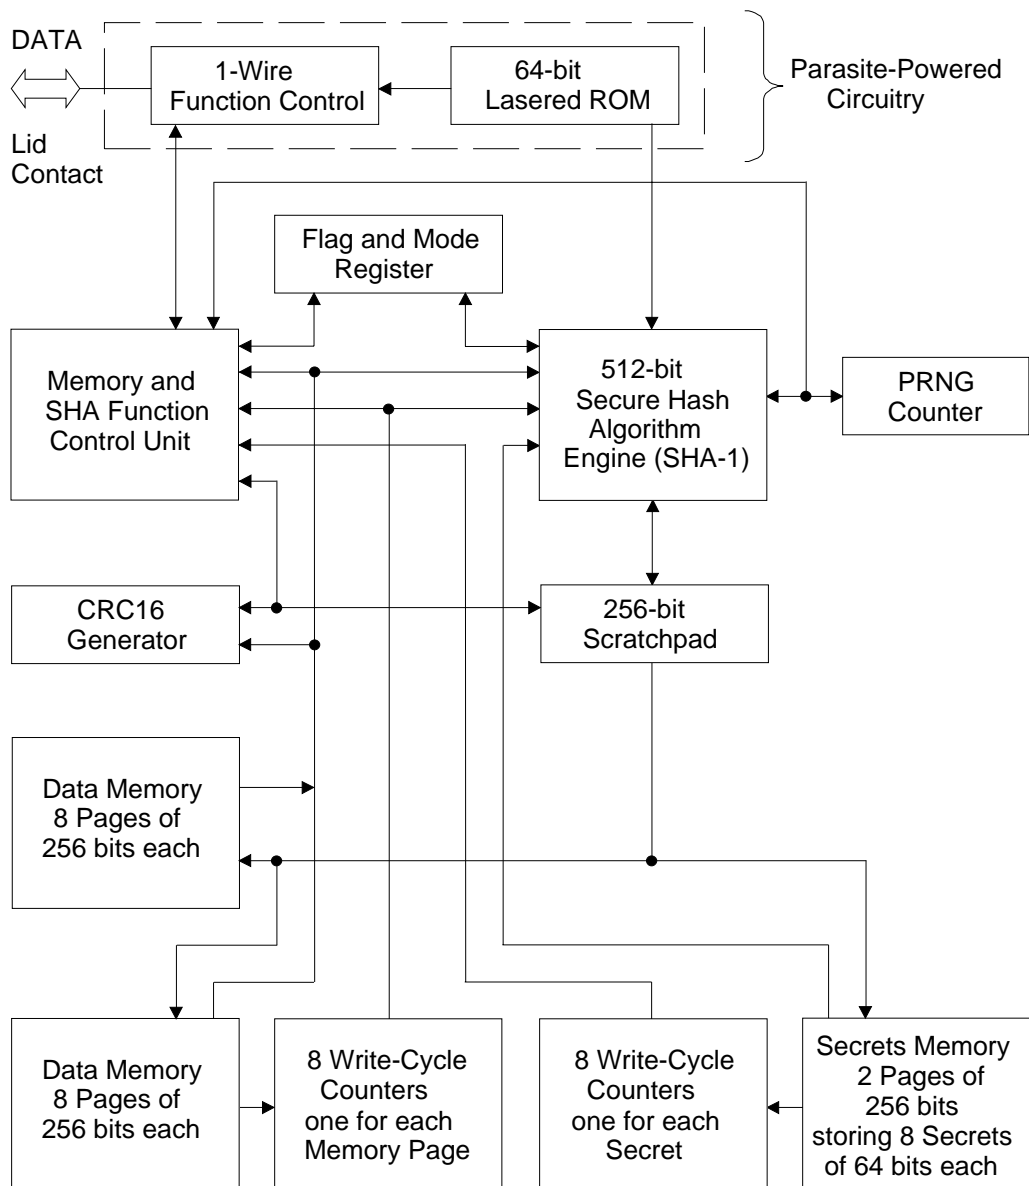 DATA
Lid
Contact
1-Wire
Function Control
64-bit
Lasered ROM
Parasite-Powered
Circuitry
Flag and Mode
Register
Memory and
SHA Function
Control Unit
512-bit
Secure Hash
Algorithm
Engine (SHA-1)
PRNG
Counter
CRC16
Generator
256-bit
Scratchpad
Data Memory
8 Pages of
256 bits each
Data Memory
8 Pages of
256 bits each
8 Write-Cycle
Counters
one for each
Memory Page
8 Write-Cycle
Counters
one for each
Secret
Secrets Memory
2 Pages of
256 bits
storing 8 Secrets
of 64 bits each